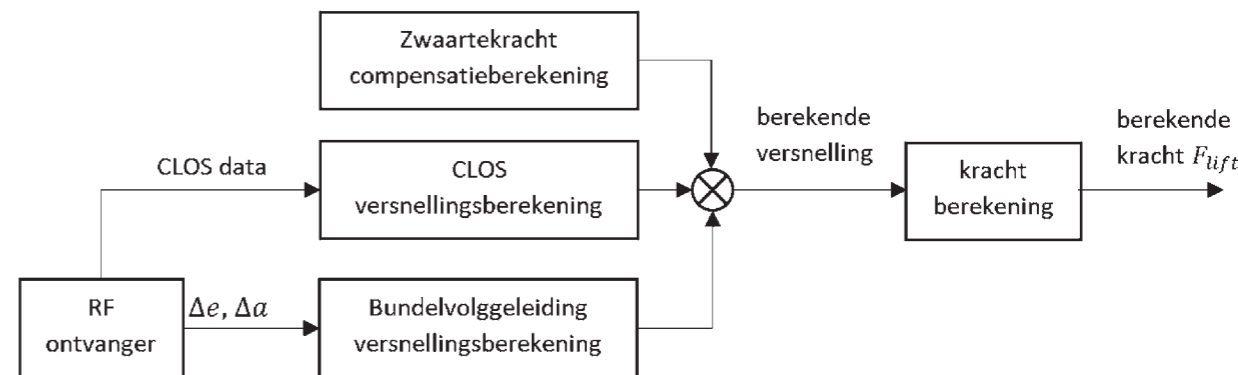 Zwaartekracht
compensatieberekening
CLOS data
CLOS
versnellingsberekening
berekende
versnelling
kracht
berekening
berekende
kracht F_lift
RF
ontvanger
Δe, Δa
Bundelvolggeleiding
versnellingsberekening